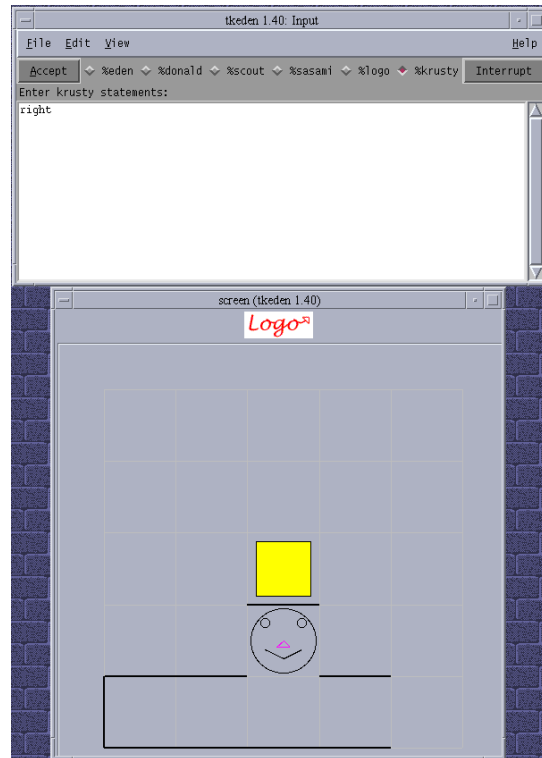 tkeden 1.40: Input
File Edit View Help
Accept %eden %donald %scout %sasami %logo %krusty Interrupt
Enter krusty statements:
right
screen (tkeden 1.40)
Logo